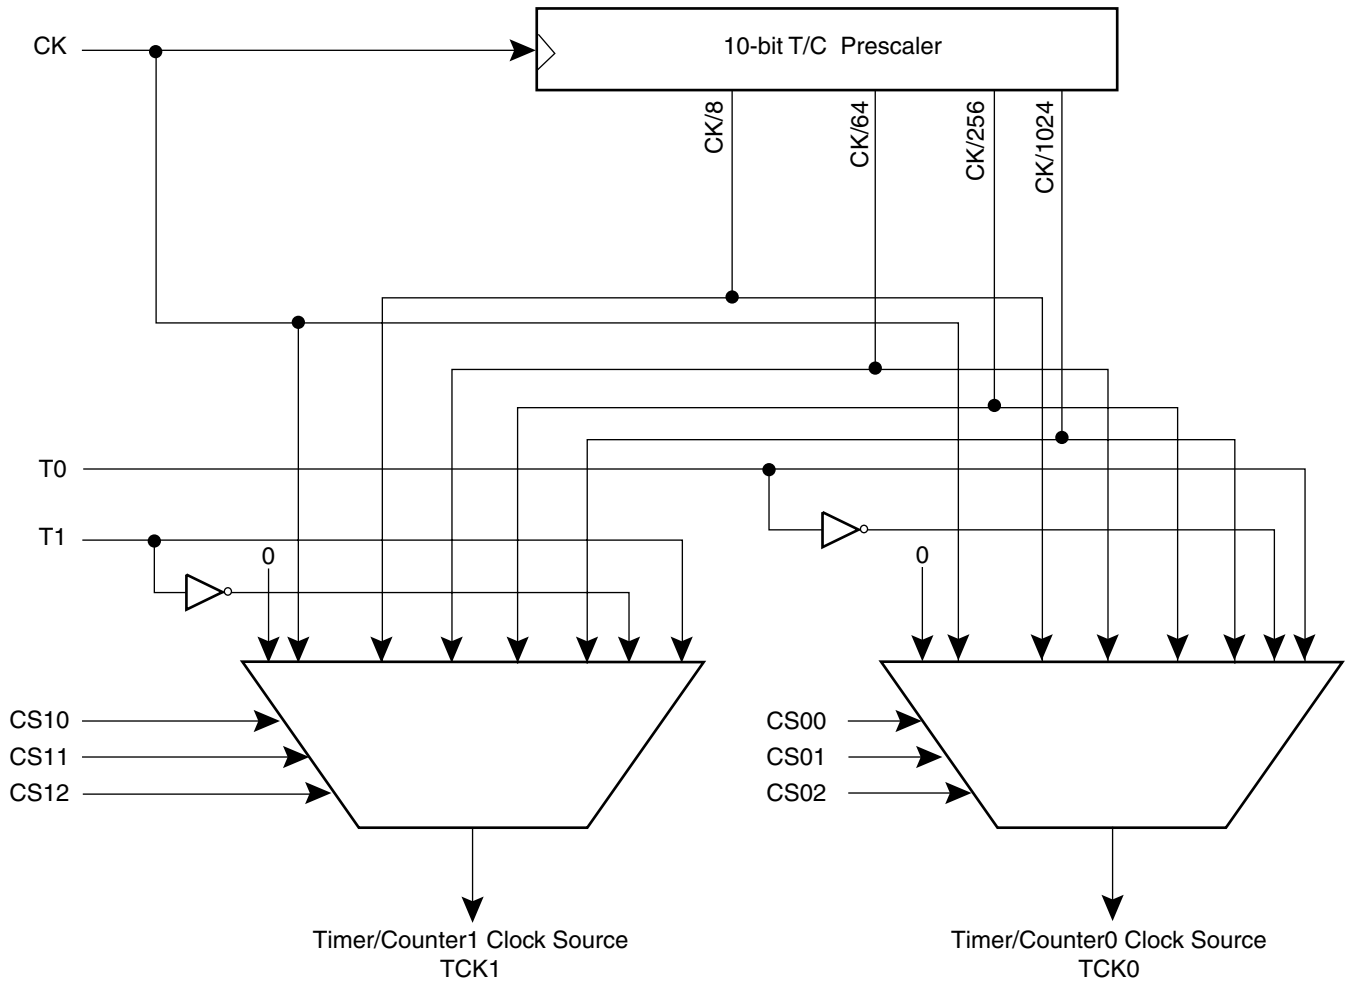 CK
10-bit T/C Prescaler
CK/8
CK/64
CK/256
CK/1024
T0
T1
0
0
CS10
CS11
CS12
CS00
CS01
CS02
Timer/Counter1 Clock Source
TCK1
Timer/Counter0 Clock Source
TCK0